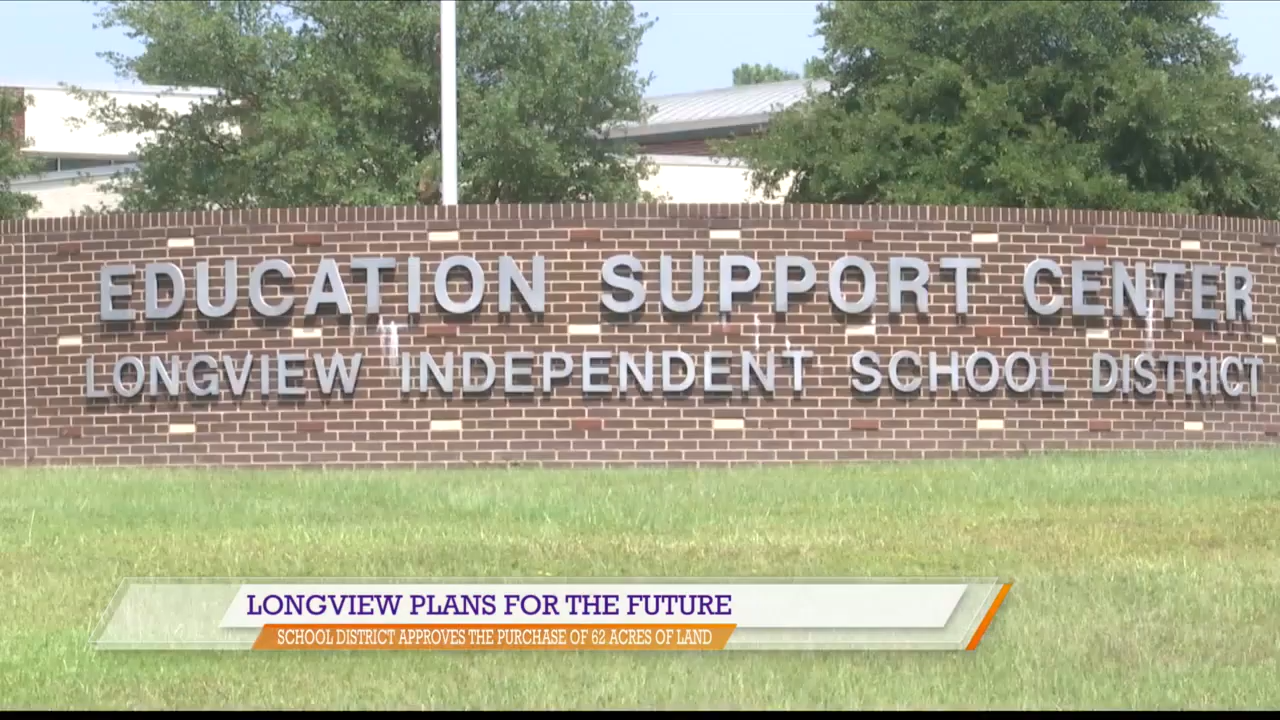 EDUCATION SUPPORT CENTER
LONGVIEW INDEPENDENT SCHOOL DISTRICT
LONGVIEW PLANS FOR THE FUTURE
SCHOOL DISTRICT APPROVES THE PURCHASE OF 62 ACRES OF LAND